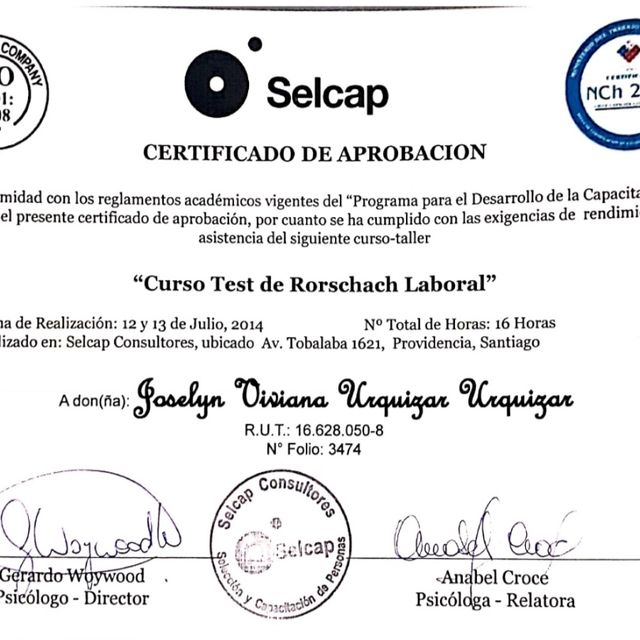 COMPANY
Selcap
NCh 2
CERTIFICADO DE APROBACION
midad con los reglamentos académicos vigentes del “Programa para el Desarrollo de la Capacita
el presente certificado de aprobación, por cuanto se ha cumplido con las exigencias de rendimi
asistencia del siguiente curso-taller
“Curso Test de Rorschach Laboral”
na de Realización: 12 y 13 de Julio, 2014 Nº Total de Horas: 16 Horas
lizado en: Selcap Consultores, ubicado Av. Tobalaba 1621, Providencia, Santiago
A don(ña): Joselyn Viviana Urquizar Urquizar
R.U.T.: 16.628.050-8
N° Folio: 3474
Selcap Consultores
Selcap
Selección y Capacitación de Personas
Gerardo Woywood
Psicólogo - Director
Anabel Croce
Psicóloga - Relatora